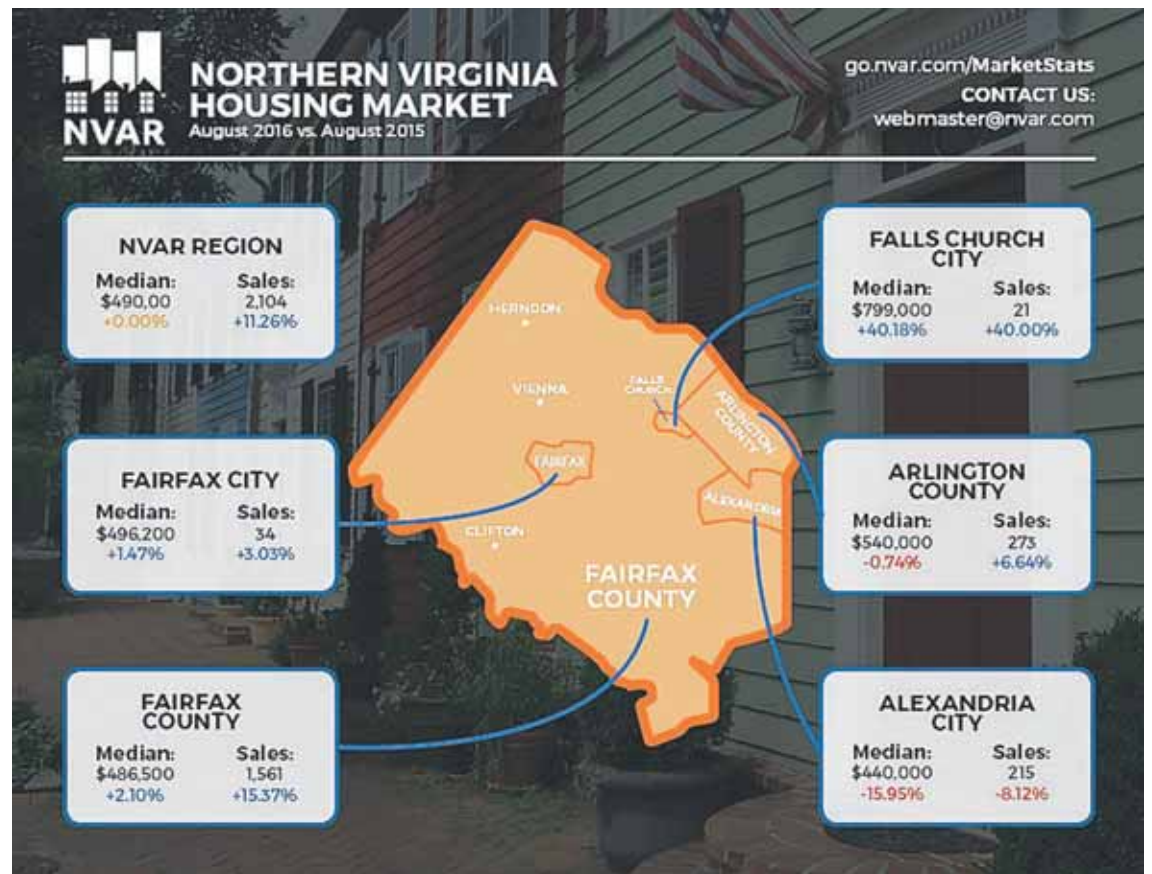 NVAR
NORTHERN VIRGINIA
HOUSING MARKET
August 2016 vs. August 2015
go.nvar.com/MarketStats
CONTACT US:
webmaster@nvar.com
NVAR REGION
Median: Sales:
$490,00 2,104
+0.00% +11.26%
FAIRFAX CITY
Median: Sales:
$496,200 34
+1.47% +3.03%
FAIRFAX
COUNTY
Median: Sales:
$486,500 1,561
+2.10% +15.37%
HERNDON
VIENNA
FALLS
CHURCH
ARLINGTON
COUNTY
FAIRFAX
ALEXANDRIA
CLIFTON
FAIRFAX
COUNTY
FALLS CHURCH
CITY
Median: Sales:
$799,000 21
+40.18% +40.00%
ARLINGTON
COUNTY
Median: Sales:
$540,000 273
-0.74% +6.64%
ALEXANDRIA
CITY
Median: Sales:
$440,000 215
-15.95% -8.12%